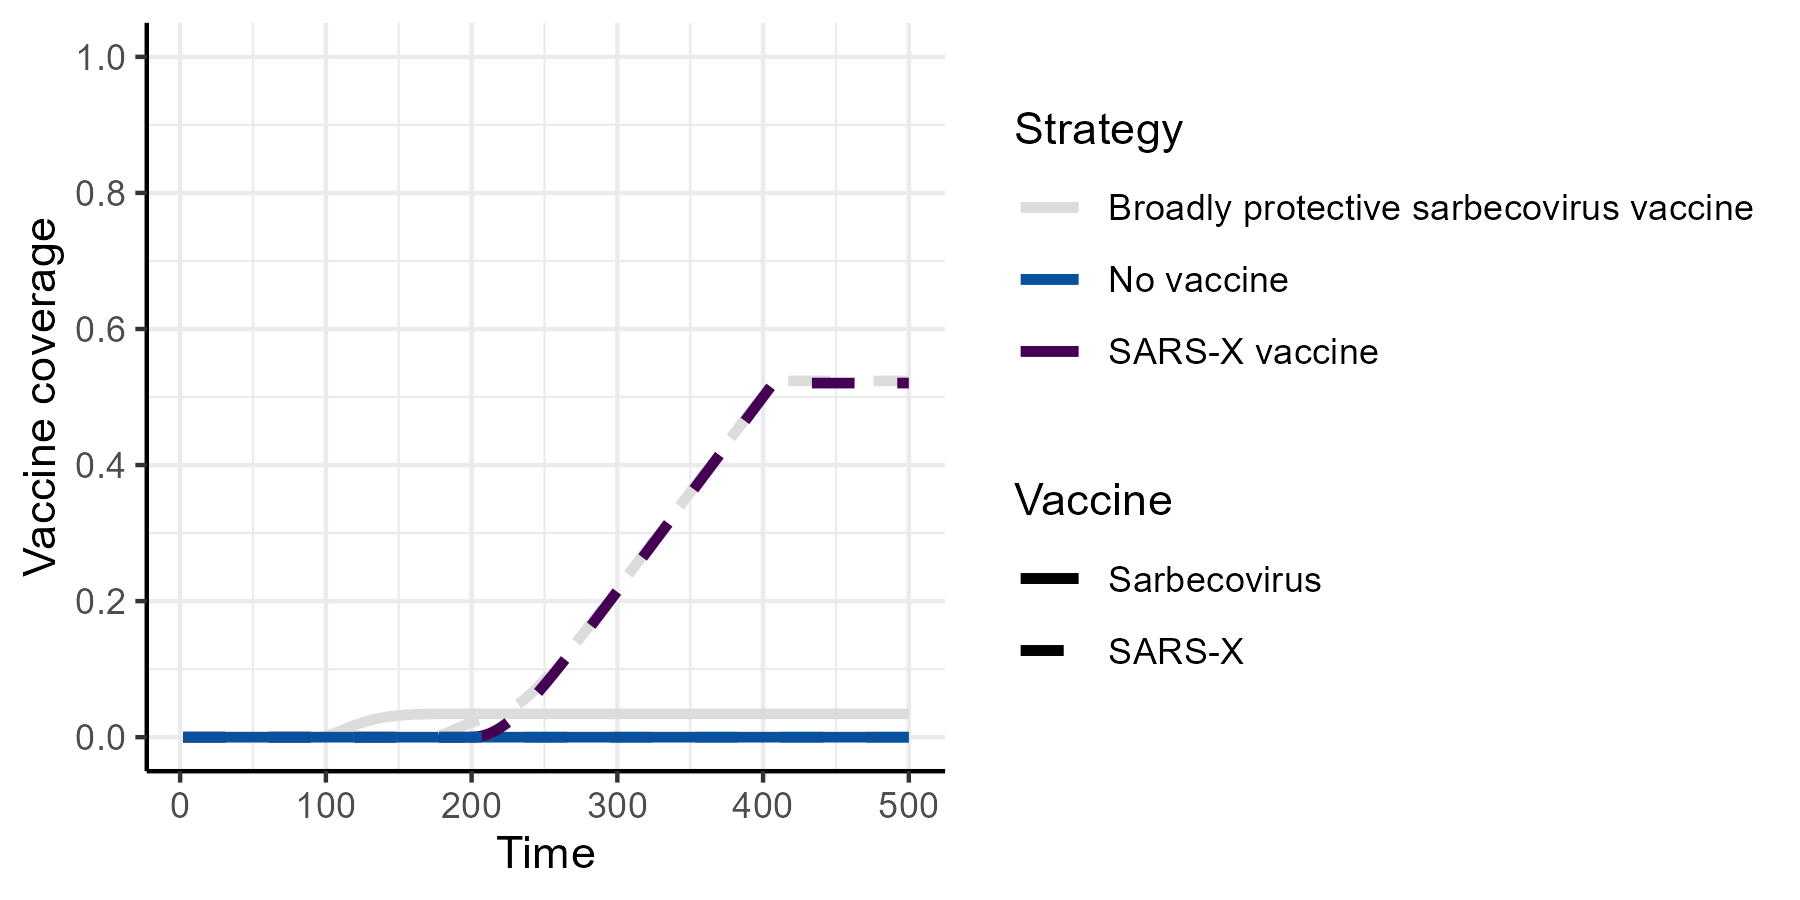 Vaccine coverage
1.0
0.8
0.6
0.4
0.2
0.0
0 100 200 300 400 500
Time
Strategy
Broadly protective sarbecovirus vaccine
No vaccine
SARS-X vaccine
Vaccine
Sarbecovirus
SARS-X